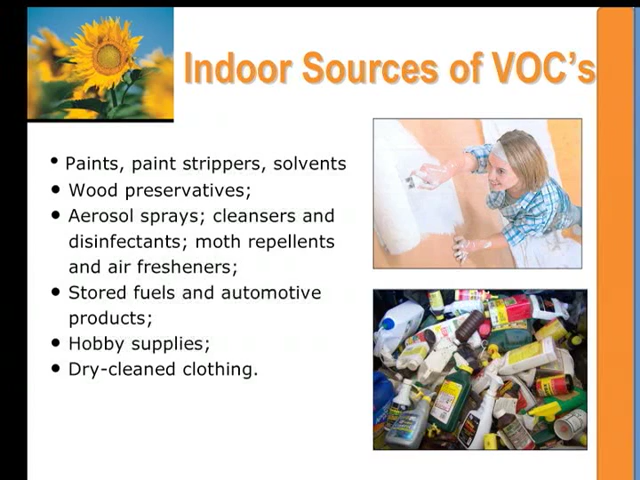 Indoor Sources of VOC's
• Paints, paint strippers, solvents
• Wood preservatives;
• Aerosol sprays; cleansers and
disinfectants; moth repellents
and air fresheners;
• Stored fuels and automotive
products;
• Hobby supplies;
• Dry-cleaned clothing.